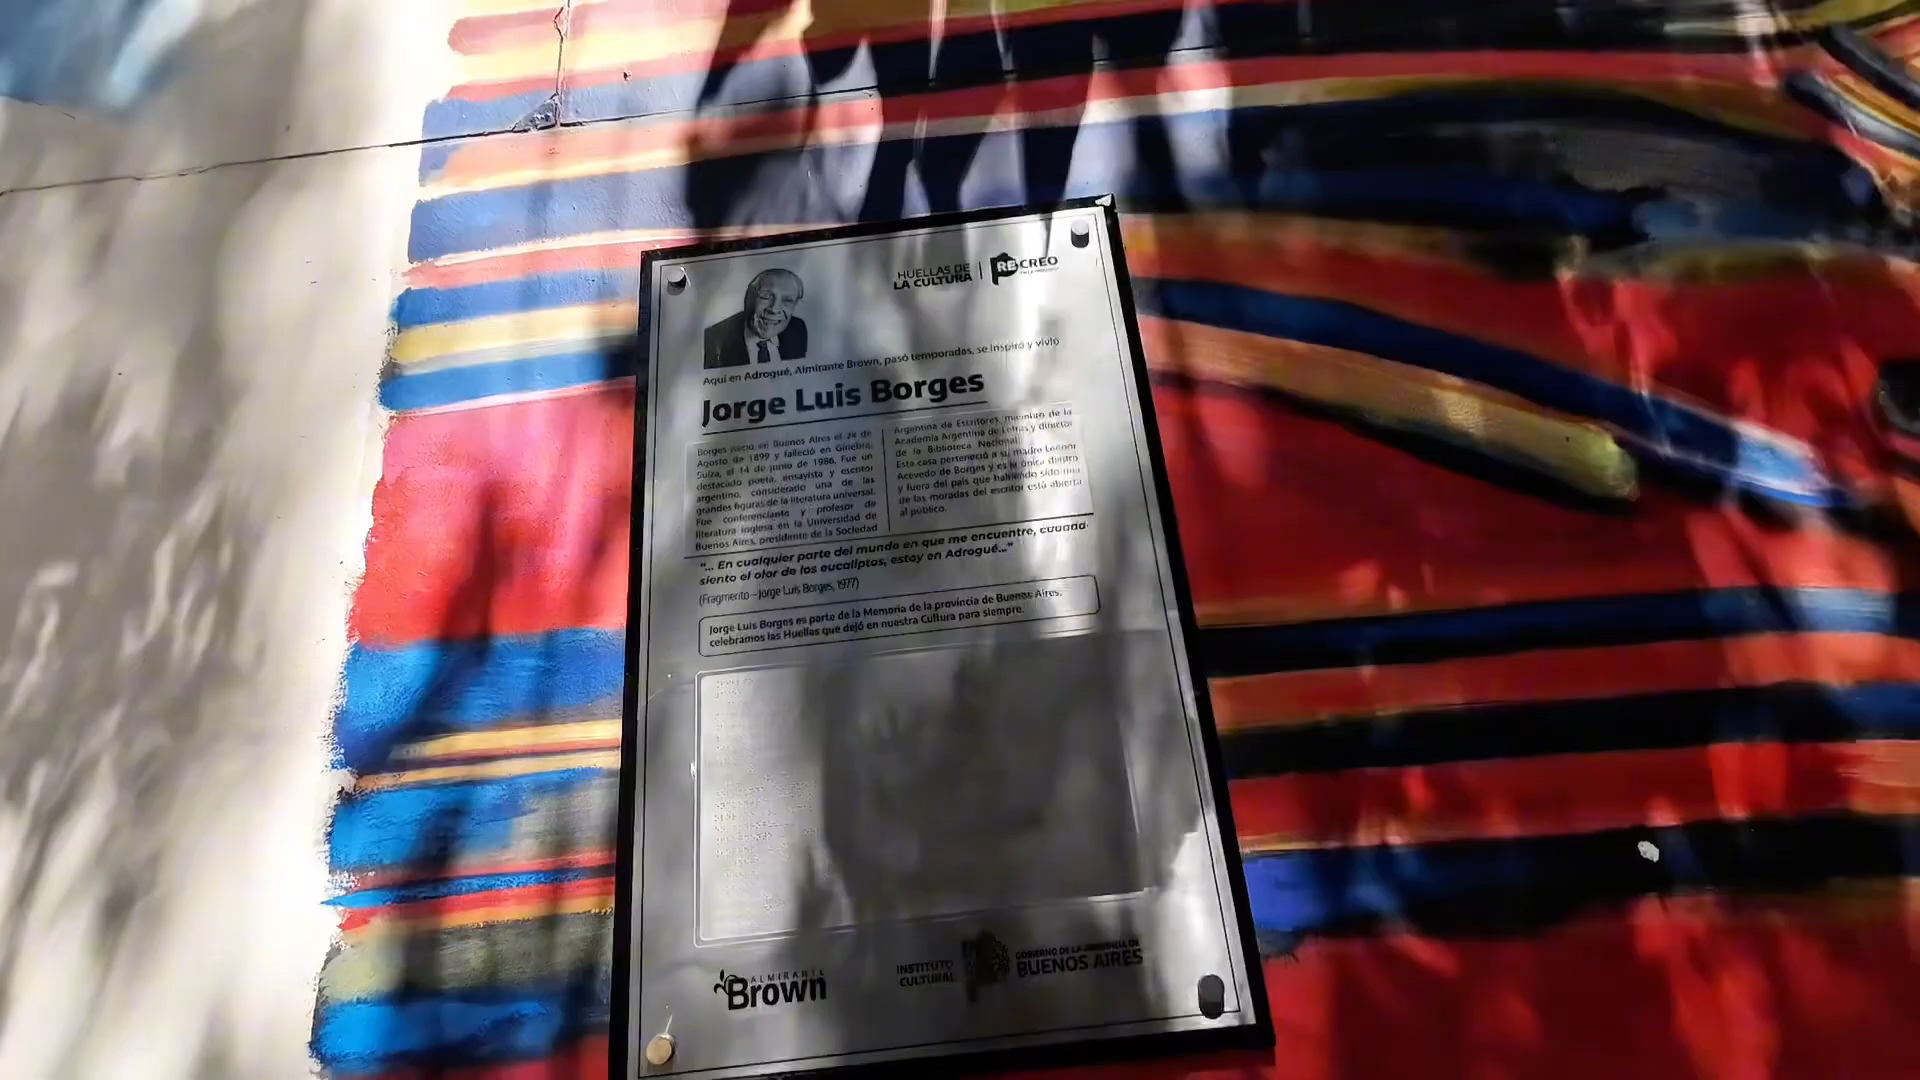 HUELLAS DE
LA CULTURA
RECREO
Aquí en Adrogué, Almirante Brown, pasó temporadas, se inspiró y vivió
Jorge Luis Borges
Borges nació en Buenos Aires el 24 de
Agosto de 1899 y falleció en Ginebra,
Suiza, el 14 de junio de 1986. Fue un
destacado poeta, ensayista y escritor
argentino, considerado una de las
grandes figuras de la literatura universal.
Fue conferenciante y profesor de
literatura inglesa en la Universidad de
Buenos Aires, presidente de la Sociedad
Argentina de Escritores, miembro de la
Academia Argentina de Letras y director
de la Biblioteca Nacional.
Esta casa perteneció a su madre Leonor
Acevedo de Borges y es la única dentro
y fuera del país que habiendo sido una
de las moradas del escritor está abierta
al público.
"... En cualquier parte del mundo en que me encuentre, cuando
siento el olor de los eucaliptos, estoy en Adrogué..."
(Fragmento – Jorge Luis Borges, 1977)
Jorge Luis Borges es parte de la Memoria de la provincia de Buenos Aires,
celebramos las Huellas que dejó en nuestra Cultura para siempre.
ALMIRANTE
Brown
INSTITUTO
CULTURAL
GOBIERNO DE LA PROVINCIA DE
BUENOS AIRES